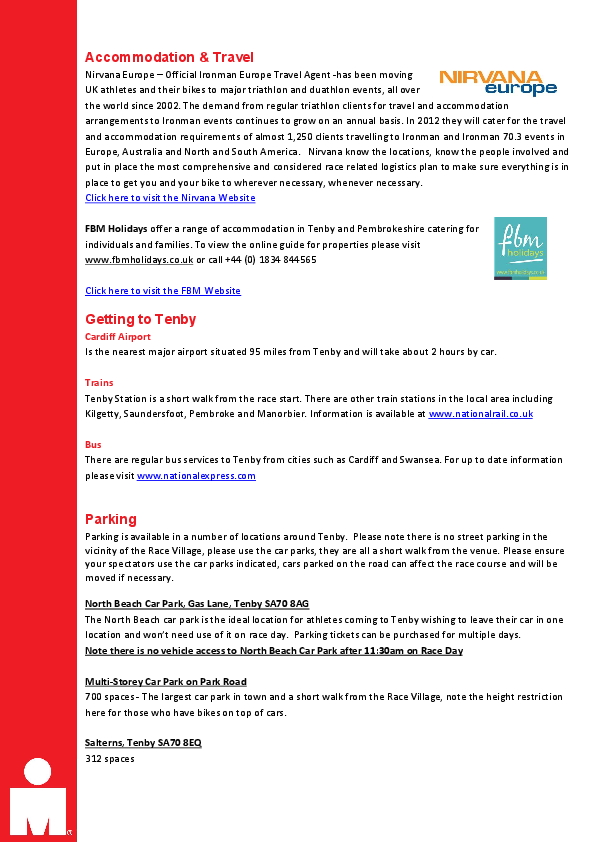 Accommodation & Travel
Nirvana Europe – Official Ironman Europe Travel Agent -has been moving
UK athletes and their bikes to major triathlon and duathlon events, all over
the world since 2002. The demand from regular triathlon clients for travel and accommodation
arrangements to Ironman events continues to grow on an annual basis. In 2012 they will cater for the travel
and accommodation requirements of almost 1,250 clients travelling to Ironman and Ironman 70.3 events in
Europe, Australia and North and South America.   Nirvana know the locations, know the people involved and
put in place the most comprehensive and considered race related logistics plan to make sure everything is in
place to get you and your bike to wherever necessary, whenever necessary.
Click here to visit the Nirvana Website
NIRVANA
europe
FBM Holidays offer a range of accommodation in Tenby and Pembrokeshire catering for
individuals and families. To view the online guide for properties please visit
www.fbmholidays.co.uk or call +44 (0) 1834 844565
fbm
holidays
Click here to visit the FBM Website
Getting to Tenby
Cardiff Airport
Is the nearest major airport situated 95 miles from Tenby and will take about 2 hours by car.
Trains
Tenby Station is a short walk from the race start. There are other train stations in the local area including
Kilgetty, Saundersfoot, Pembroke and Manorbier. Information is available at www.nationalrail.co.uk
Bus
There are regular bus services to Tenby from cities such as Cardiff and Swansea. For up to date information
please visit www.nationalexpress.com
Parking
Parking is available in a number of locations around Tenby.  Please note there is no street parking in the
vicinity of the Race Village, please use the car parks, they are all a short walk from the venue. Please ensure
your spectators use the car parks indicated, cars parked on the road can affect the race course and will be
moved if necessary.
North Beach Car Park, Gas Lane, Tenby SA70 8AG
The North Beach car park is the ideal location for athletes coming to Tenby wishing to leave their car in one
location and won't need use of it on race day.  Parking tickets can be purchased for multiple days.
Note there is no vehicle access to North Beach Car Park after 11:30am on Race Day
Multi-Storey Car Park on Park Road
700 spaces - The largest car park in town and a short walk from the Race Village, note the height restriction
here for those who have bikes on top of cars.
Salterns, Tenby SA70 8EQ
312 spaces